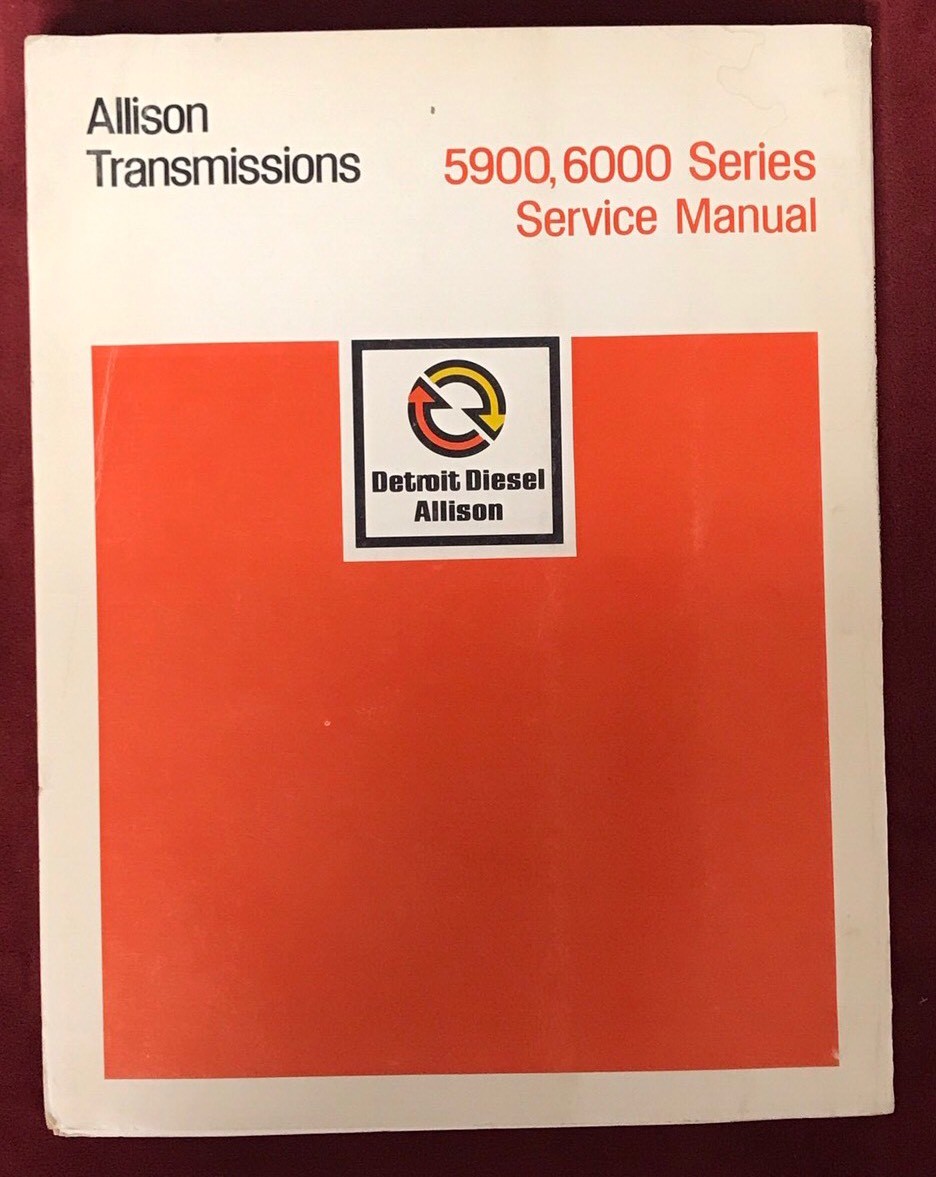 Allison
Transmissions
5900,6000 Series
Service Manual
Detroit Diesel
Allison